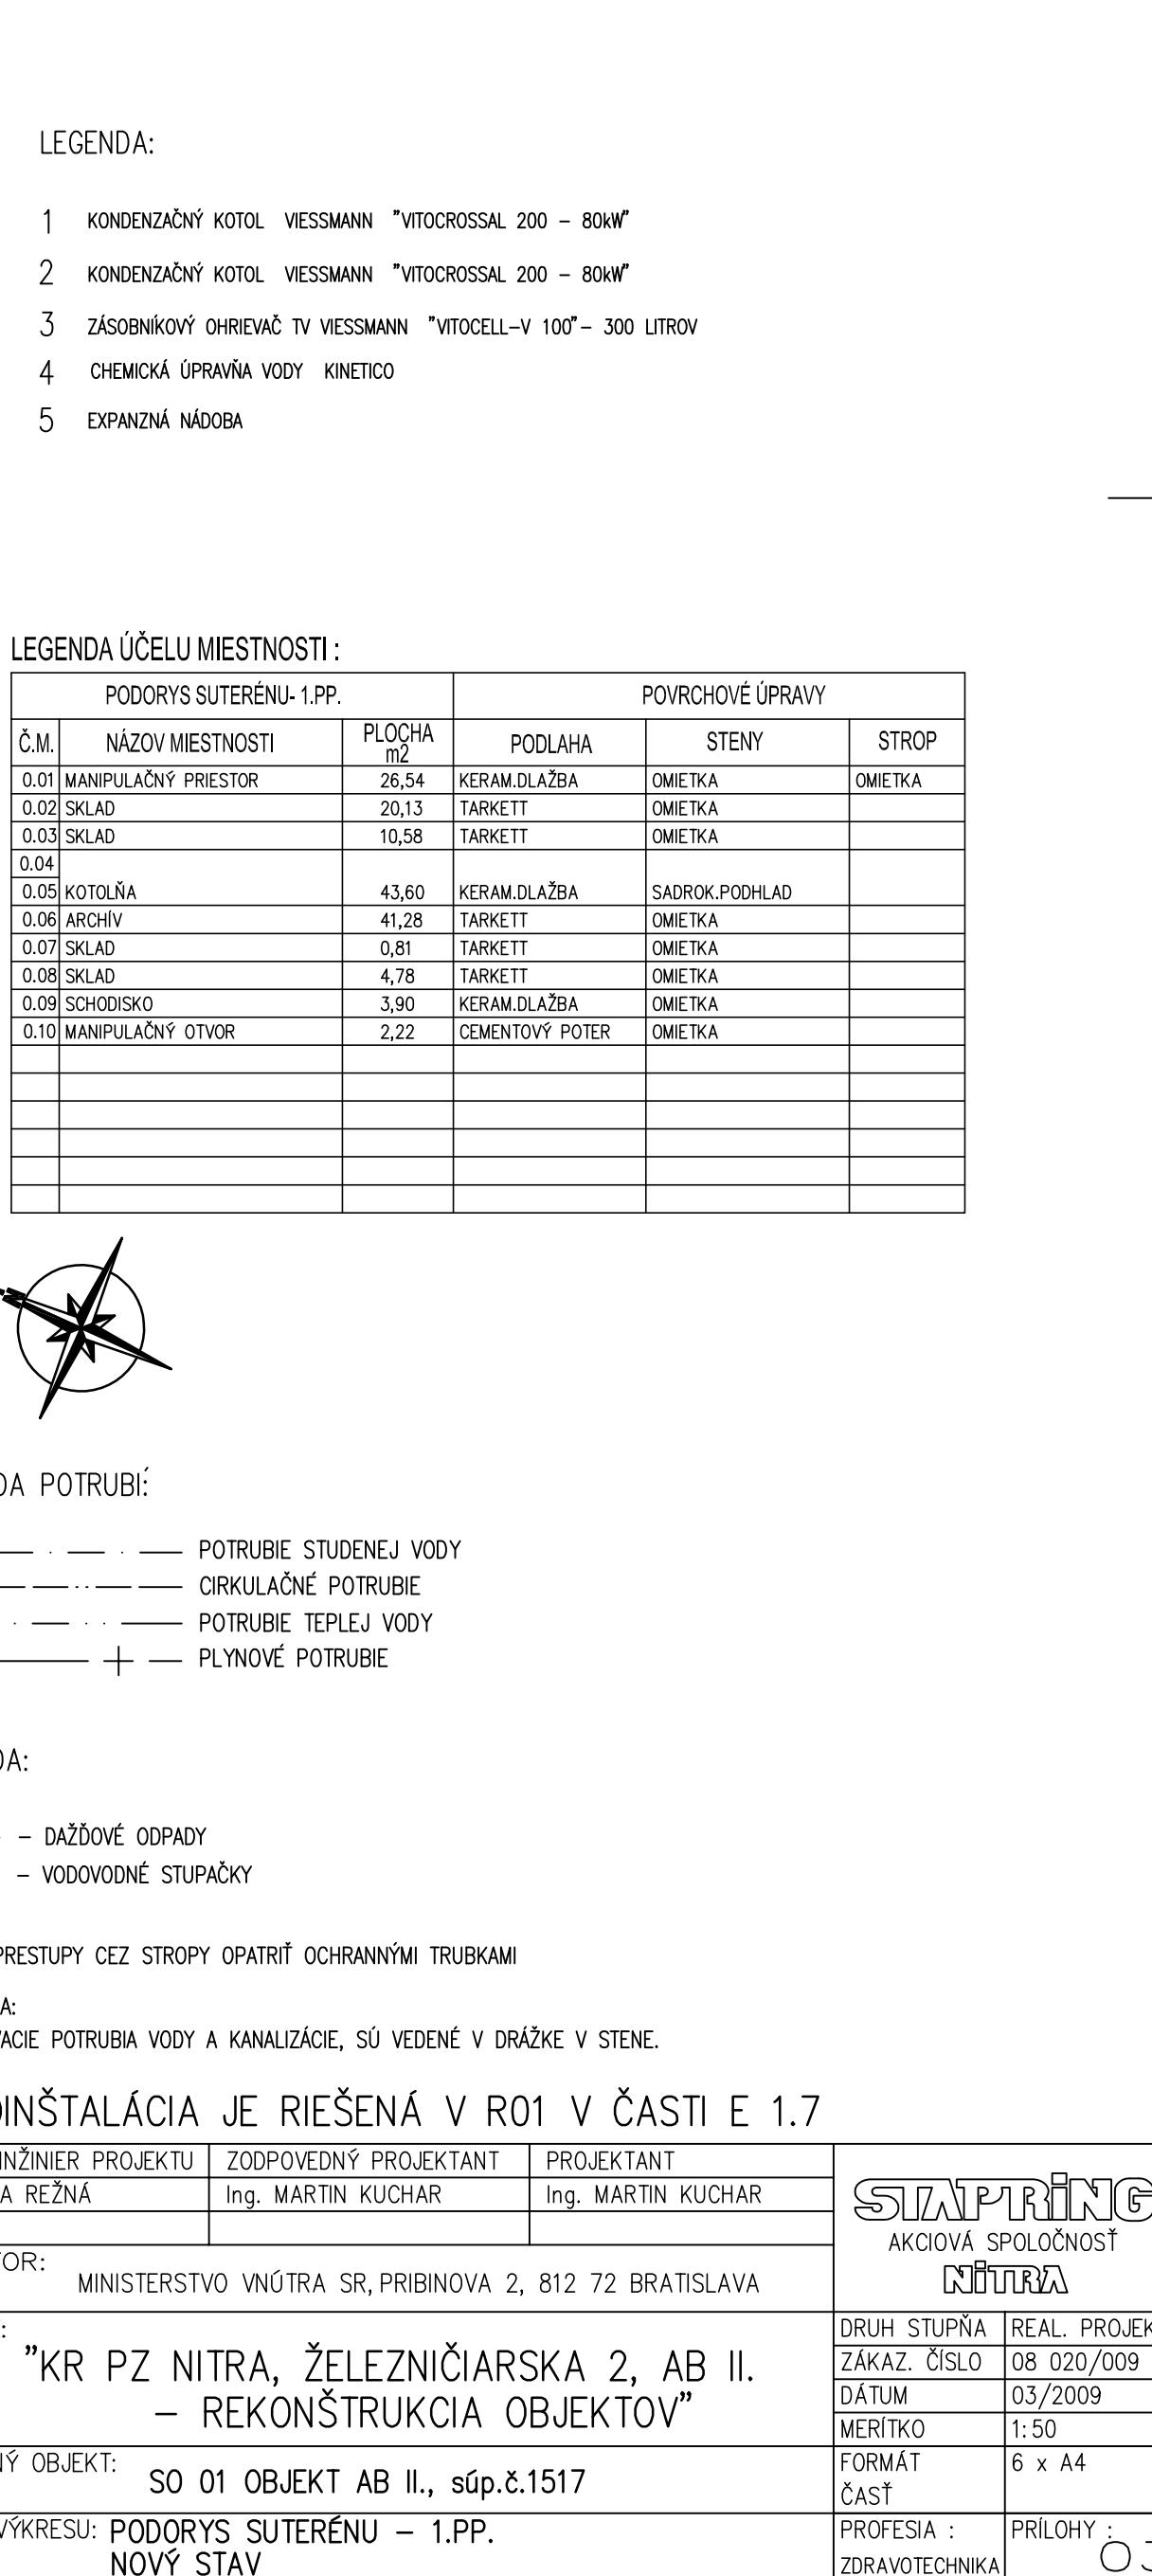 LEGENDA:
1 KONDENZAČNÝ KOTOL VIESSMANN "VITOCROSSAL 200 – 80kW"
2 KONDENZAČNÝ KOTOL VIESSMANN "VITOCROSSAL 200 – 80kW"
3 ZÁSOBNÍKOVÝ OHRIEVAČ TV VIESSMANN "VITOCELL–V 100"– 300 LITROV
4 CHEMICKÁ ÚPRAVŇA VODY KINETICO
5 EXPANZNÁ NÁDOBA
LEGENDA ÚČELU MIESTNOSTI :
PODORYS SUTERÉNU- 1.PP. POVRCHOVÉ ÚPRAVY
Č.M. NÁZOV MIESTNOSTI PLOCHA m2 PODLAHA STENY STROP
0.01 MANIPULAČNÝ PRIESTOR 26,54 KERAM.DLAŽBA OMIETKA OMIETKA
0.02 SKLAD 20,13 TARKETT OMIETKA
0.03 SKLAD 10,58 TARKETT OMIETKA
0.04
0.05 KOTOLŇA 43,60 KERAM.DLAŽBA SADROK.PODHLAD
0.06 ARCHÍV 41,28 TARKETT OMIETKA
0.07 SKLAD 0,81 TARKETT OMIETKA
0.08 SKLAD 4,78 TARKETT OMIETKA
0.09 SCHODISKO 3,90 KERAM.DLAŽBA OMIETKA
0.10 MANIPULAČNÝ OTVOR 2,22 CEMENTOVÝ POTER OMIETKA
DA POTRUBÍ:
POTRUBIE STUDENEJ VODY
CIRKULAČNÉ POTRUBIE
POTRUBIE TEPLEJ VODY
PLYNOVÉ POTRUBIE
DA:
– DAŽĎOVÉ ODPADY
– VODOVODNÉ STUPAČKY
PRESTUPY CEZ STROPY OPATRIŤ OCHRANNÝMI TRUBKAMI
A:
VACIE POTRUBIA VODY A KANALIZÁCIE, SÚ VEDENÉ V DRÁŽKE V STENE.
OINŠTALÁCIA JE RIEŠENÁ V R01 V ČASTI E 1.7
INŽINIER PROJEKTU ZODPOVEDNÝ PROJEKTANT PROJEKTANT
A REŽNÁ Ing. MARTIN KUCHAR Ing. MARTIN KUCHAR
STAPRiNG
AKCIOVÁ SPOLOČNOSŤ
NiTRA
TOR:
MINISTERSTVO VNÚTRA SR, PRIBINOVA 2, 812 72 BRATISLAVA
:
"KR PZ NITRA, ŽELEZNIČIARSKA 2, AB II.
– REKONŠTRUKCIA OBJEKTOV"
DRUH STUPŇA REAL. PROJEK
ZÁKAZ. ČÍSLO 08 020/009
DÁTUM 03/2009
MERÍTKO 1:50
NÝ OBJEKT: SO 01 OBJEKT AB II., súp.č.1517
FORMÁT 6 x A4
ČASŤ
VÝKRESU: PODORYS SUTERÉNU – 1.PP.
NOVÝ STAV
PROFESIA : PRÍLOHY :
ZDRAVOTECHNIKA